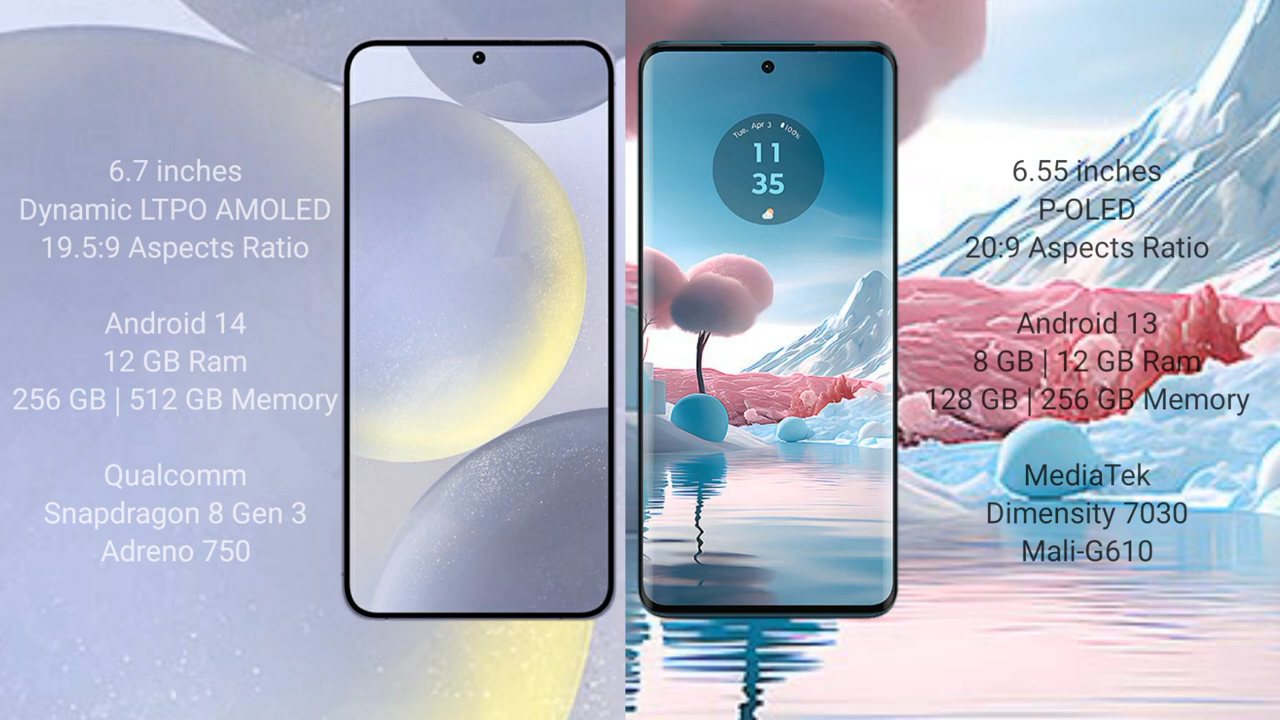 6.7 inches
Dynamic LTPO AMOLED
19.5:9 Aspects Ratio
Android 14
12 GB Ram
256 GB | 512 GB Memory
Qualcomm
Snapdragon 8 Gen 3
Adreno 750
Tue, Apr 3 100%
11
35
6.55 inches
P-OLED
20:9 Aspects Ratio
Android 13
8 GB | 12 GB Ram
128 GB | 256 GB Memory
MediaTek
Dimensity 7030
Mali-G610